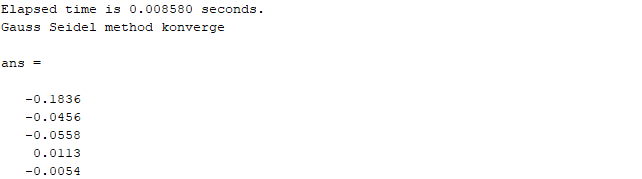 Elapsed time is 0.008580 seconds.
Gauss Seidel method konverge
ans =
-0.1836
-0.0456
-0.0558
0.0113
-0.0054